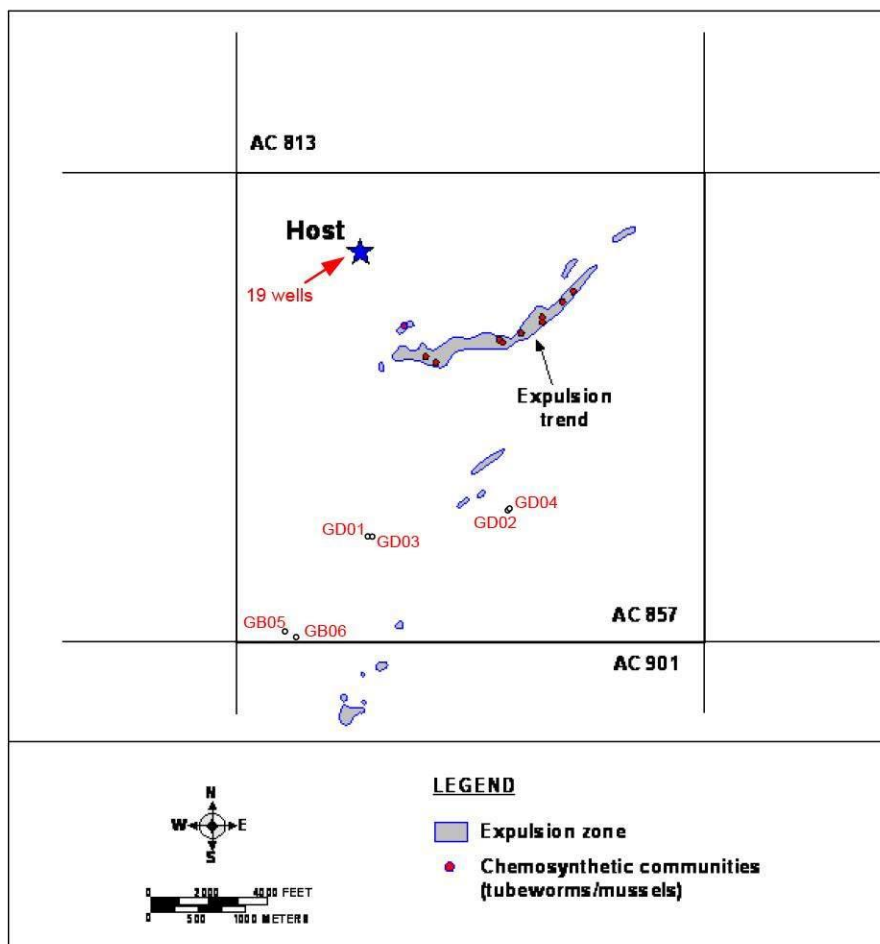 AC 813
Host
19 wells
Expulsion
trend
GD04
GD02
GD01
GD03
GB05
GB06
AC 857
AC 901
LEGEND
N
W E
S
Expulsion zone
Chemosynthetic communities
(tubeworms/mussels)
0 2000 4000 FEET
0 500 1000 METERS